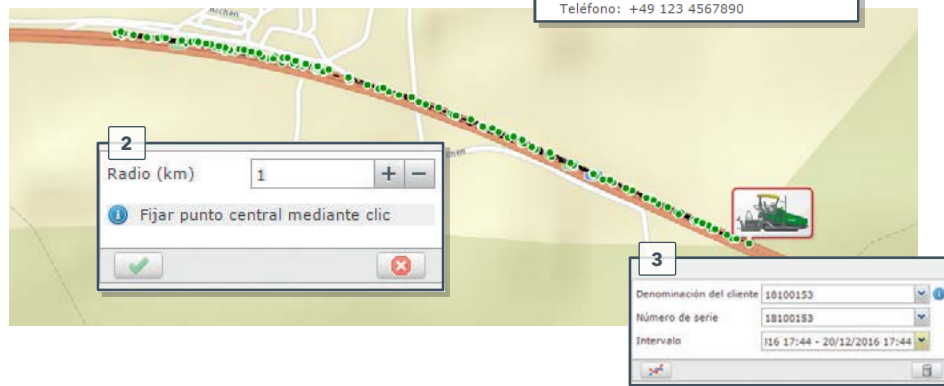 Teléfono: +49 123 4567890
Aichen
2
Radio (km) 1 + −
Fijar punto central mediante clic
3
Denominación del cliente 18100153
Número de serie 18100153
Intervalo )16 17:44 - 20/12/2016 17:44